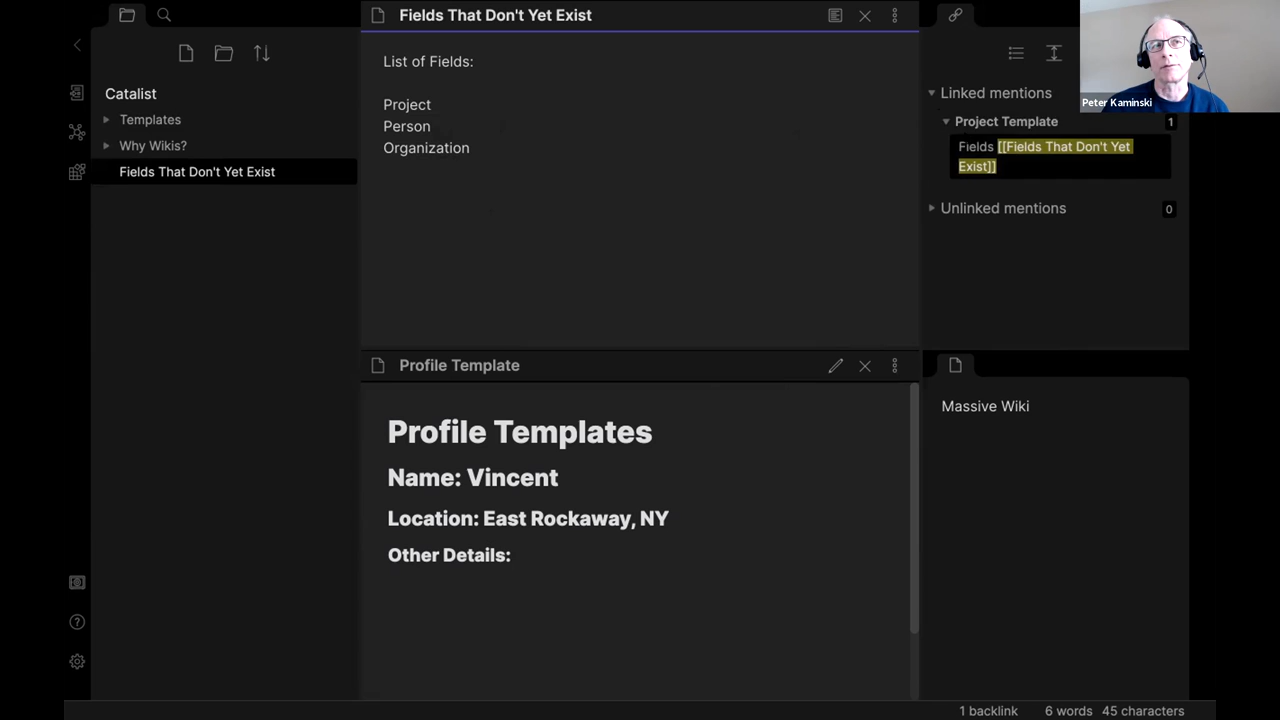 Fields That Don't Yet Exist
List of Fields:
Project
Person
Organization
Catalist
Templates
Why Wikis?
Fields That Don't Yet Exist
Linked mentions
Project Template 1
Fields [[Fields That Don't Yet
Exist]]
Unlinked mentions 0
Peter Kaminski
Profile Template
Profile Templates
Name: Vincent
Location: East Rockaway, NY
Other Details:
Massive Wiki
1 backlink 6 words 45 characters